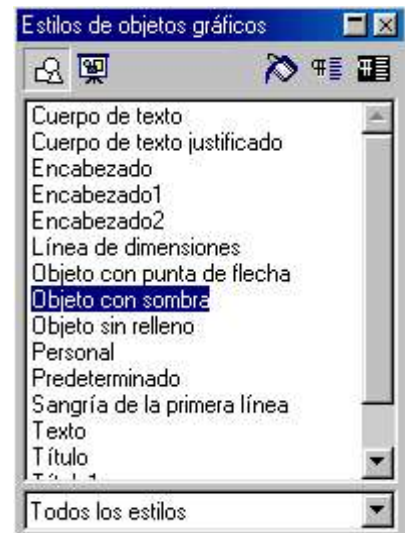 Estilos de objetos gráficos
Cuerpo de texto
Cuerpo de texto justificado
Encabezado
Encabezado1
Encabezado2
Línea de dimensiones
Objeto con punta de flecha
Objeto con sombra
Objeto sin relleno
Personal
Predeterminado
Sangría de la primera línea
Texto
Título
Todos los estilos